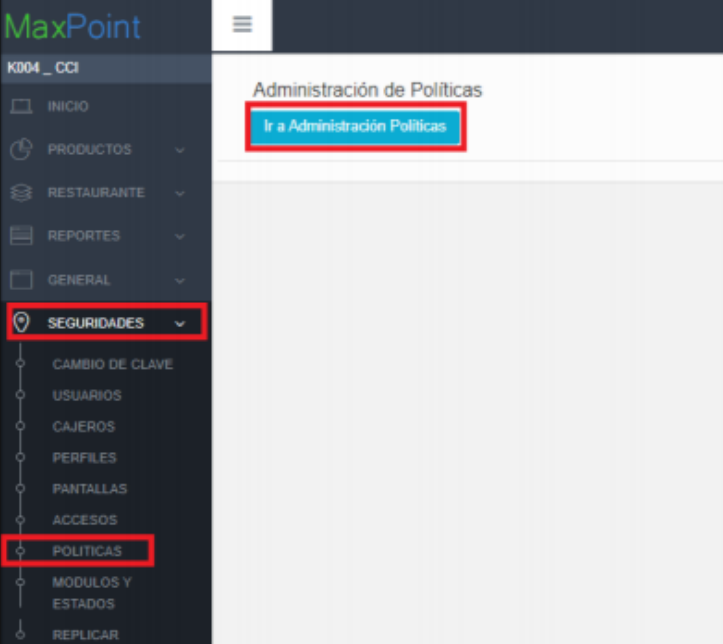 MaxPoint
K004 _ CCI
INICIO
PRODUCTOS
RESTAURANTE
REPORTES
GENERAL
SEGURIDADES
CAMBIO DE CLAVE
USUARIOS
CAJEROS
PERFILES
PANTALLAS
ACCESOS
POLITICAS
MODULOS Y
ESTADOS
REPLICAR
Administración de Políticas
Ir a Administración Políticas